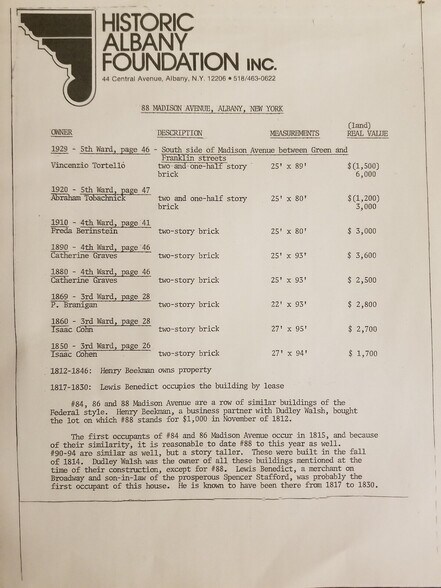 HISTORIC
ALBANY
FOUNDATION INC.
44 Central Avenue, Albany, N.Y. 12206 • 518/463-0622
88 MADISON AVENUE, ALBANY, NEW YORK
OWNER DESCRIPTION MEASUREMENTS (land) REAL VALUE
1929 - 5th Ward, page 46 - South side of Madison Avenue between Green and
Franklin streets
Vincenzio Tortello two and one-half story 25' x 89' $(1,500)
brick 6,000
1920 - 5th Ward, page 47
Abraham Tobachnick two and one-half story 25' x 80' $(1,200)
brick 3,000
1910 - 4th Ward, page 41
Freda Berinstein two-story brick 25' x 80' $ 3,000
1890 - 4th Ward, page 46
Catherine Graves two-story brick 25' x 93' $ 3,600
1880 - 4th Ward, page 46
Catherine Graves two-story brick 25' x 93' $ 2,500
1869 - 3rd Ward, page 28
P. Branigan two-story brick 22' x 93' $ 2,800
1860 - 3rd Ward, page 28
Isaac Cohn two-story brick 27' x 95' $ 2,700
1850 - 3rd Ward, page 26
Isaac Cohen two-story brick 27' x 94' $ 1,700
1812-1846: Henry Beekman owns property
1817-1830: Lewis Benedict occupies the building by lease
#84, 86 and 88 Madison Avenue are a row of similar buildings of the
Federal style. Henry Beekman, a business partner with Dudley Walsh, bought
the lot on which #88 stands for $1,000 in November of 1812.
The first occupants of #84 and 86 Madison Avenue occur in 1815, and because
of their similarity, it is reasonable to date #88 to this year as well.
#90-94 are similar as well, but a story taller. These were built in the fall
of 1814. Dudley Walsh was the owner of all these buildings mentioned at the
time of their construction, except for #88. Lewis Benedict, a merchant on
Broadway and son-in-law of the prosperous Spencer Stafford, was probably the
first occupant of this house. He is known to have been there from 1817 to 1830.